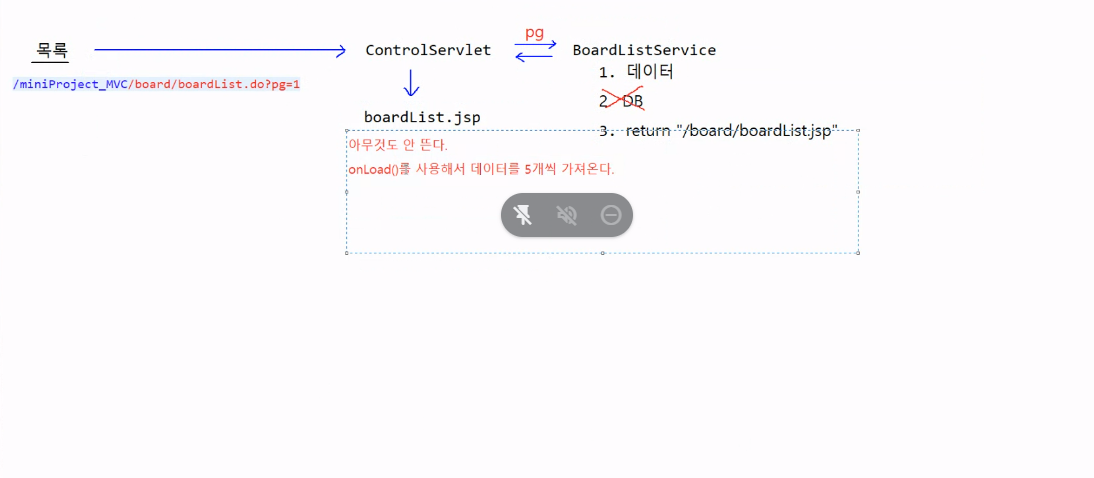 목록
ControlServlet
pg
BoardListService
1. 데이터
/miniProject_MVC/board/boardList.do?pg=1
2. DB
boardList.jsp
3. return "/board/boardList.jsp"
아무것도 안 뜬다.
onLoad()를 사용해서 데이터를 5개씩 가져온다.